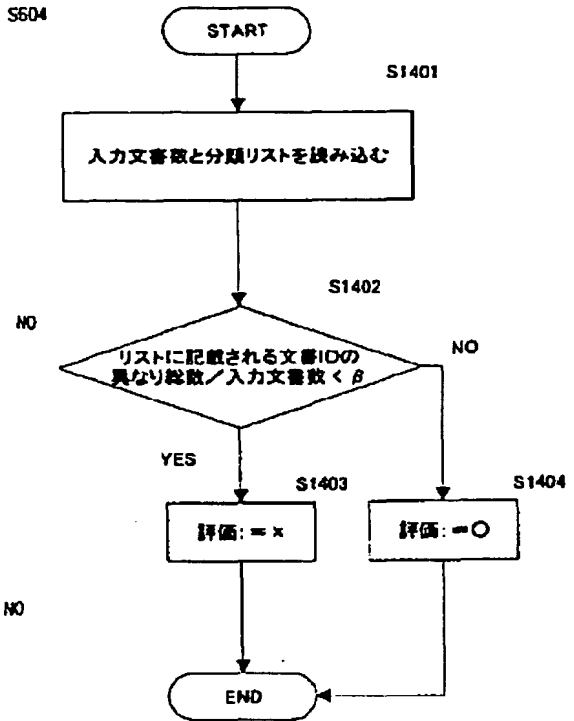 S604
START
S1401
入力文書数と分類リストを読み込む
S1402
NO
リストに記載される文書IDの
異なり総数／入力文書数 < β
NO
YES
S1403
S1404
評価:＝×
評価:＝○
NO
END